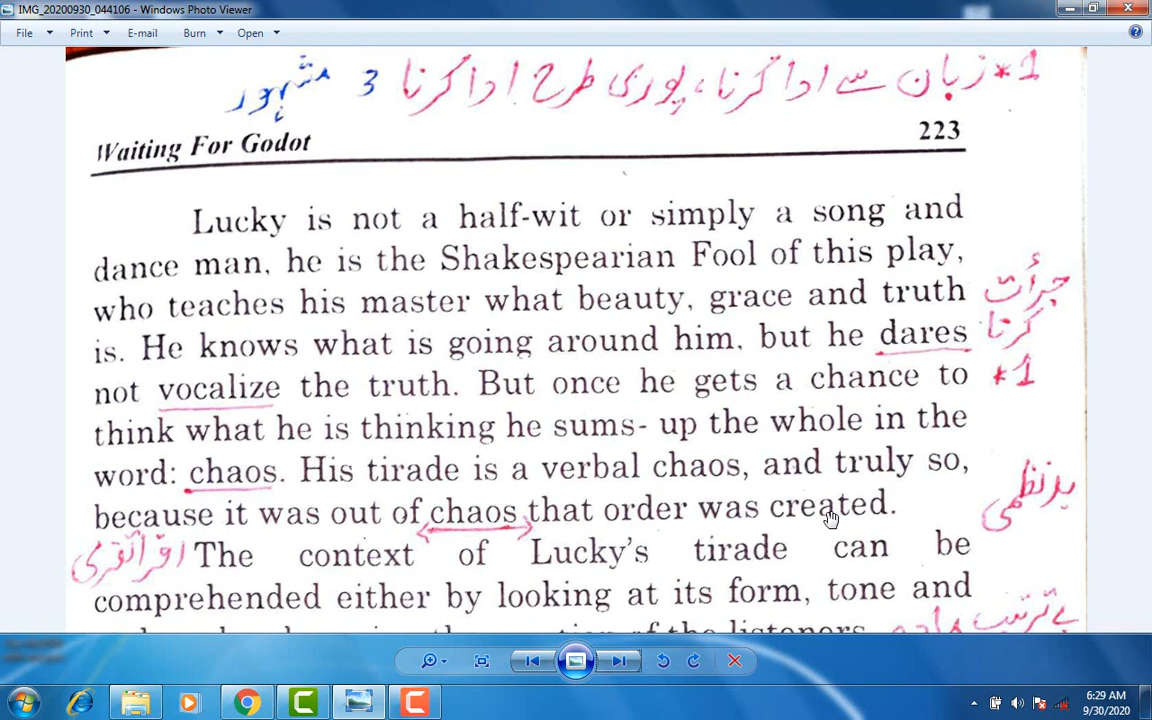 IMG_20200930_044106 - Windows Photo Viewer
File Print E-mail Burn Open
*1 زبان سے ادا کرنا، پوری طرح ادا کرنا 3 مشہور
Waiting For Godot 223
Lucky is not a half-wit or simply a song and
dance man, he is the Shakespearian Fool of this play,
who teaches his master what beauty, grace and truth
جرأت
is. He knows what is going around him, but he dares
کرنا
not vocalize the truth. But once he gets a chance to
*1
think what he is thinking he sums- up the whole in the
word: chaos. His tirade is a verbal chaos, and truly so,
بدنظمی
because it was out of chaos that order was created.
افراتفری
The context of Lucky's tirade can be
comprehended either by looking at its form, tone and
of the listeners
6:29 AM
9/30/2020